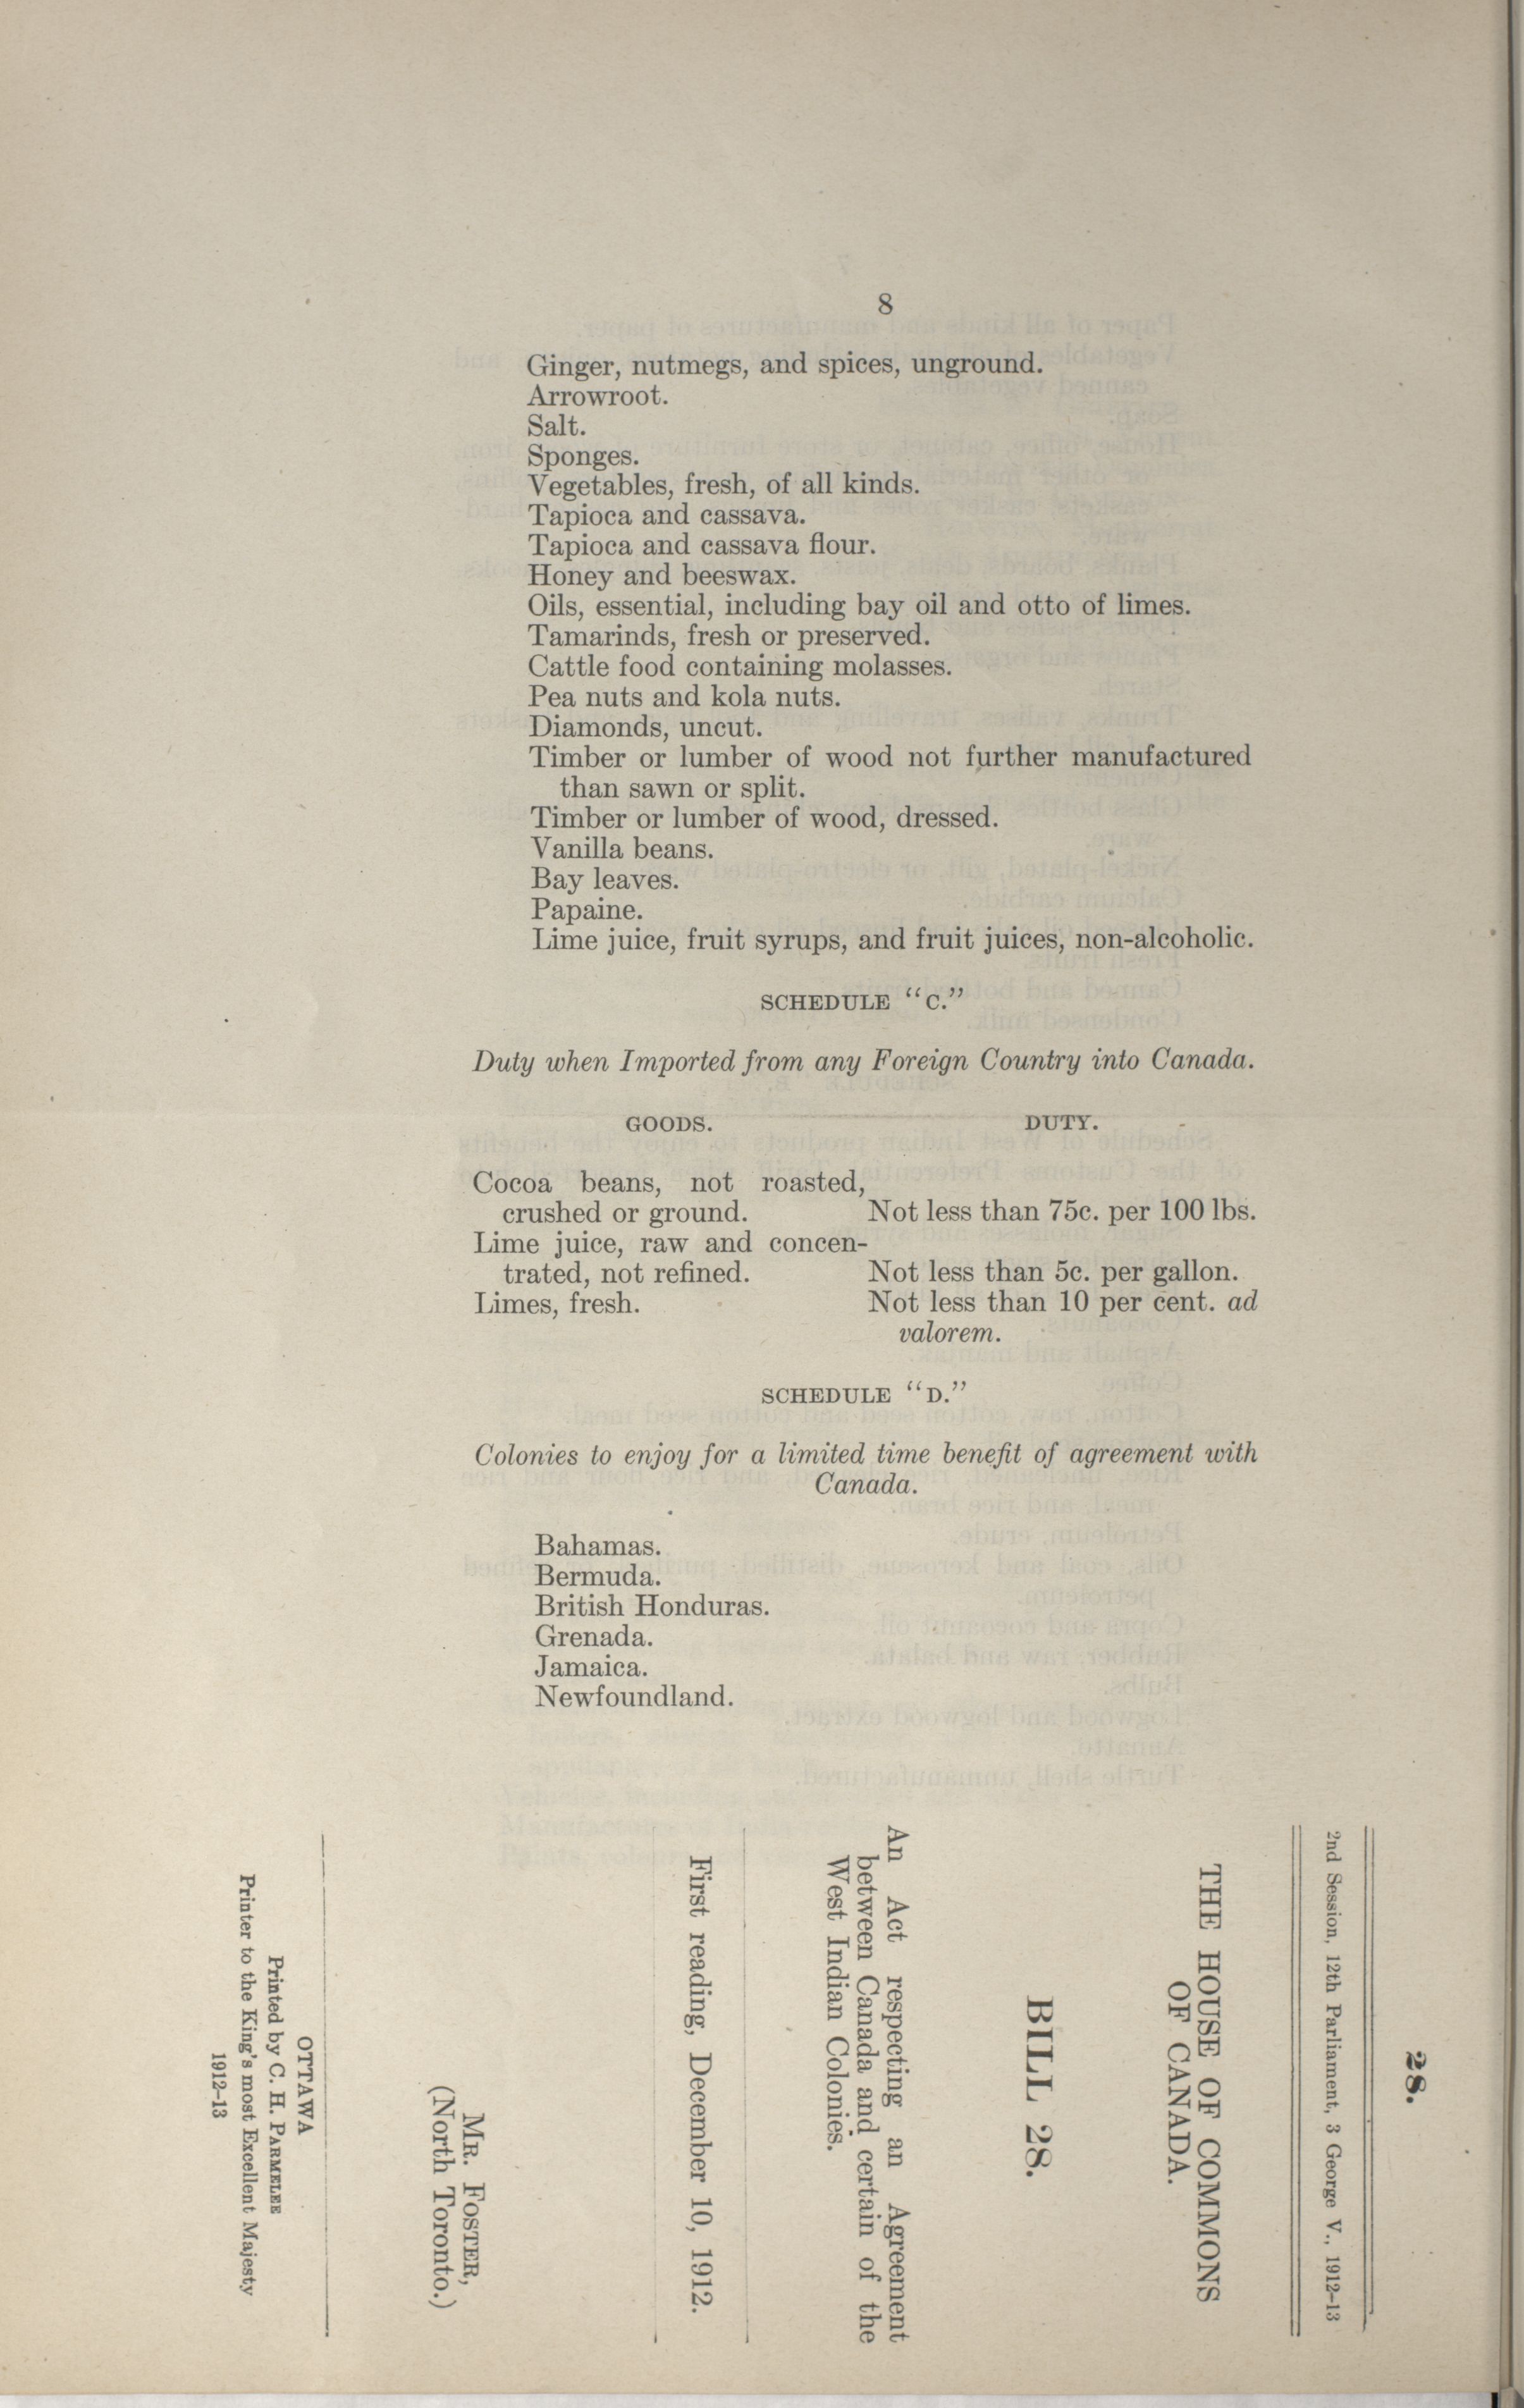 8
Ginger, nutmegs, and spices, unground.
Arrowroot.
Salt.
Sponges.
Vegetables, fresh, of all kinds.
Tapioca and cassava.
Tapioca and cassava flour.
Honey and beeswax.
Oils, essential, including bay oil and otto of limes.
Tamarinds, fresh or preserved.
Cattle food containing molasses.
Pea nuts and kola nuts.
Diamonds, uncut.
Timber or lumber of wood not further manufactured
than sawn or split.
Timber or lumber of wood, dressed.
Vanilla beans.
Bay leaves.
Papaine.
Lime juice, fruit syrups, and fruit juices, non-alcoholic.
SCHEDULE "C."
Duty when Imported from any Foreign Country into Canada.
GOODS. DUTY.
Cocoa beans, not roasted,
crushed or ground. Not less than 75c. per 100 lbs.
Lime juice, raw and concen-
trated, not refined. Not less than 5c. per gallon.
Limes, fresh. Not less than 10 per cent. ad
valorem.
SCHEDULE "D."
Colonies to enjoy for a limited time benefit of agreement with
Canada.
Bahamas.
Bermuda.
British Honduras.
Grenada.
Jamaica.
Newfoundland.
28.
2nd Session, 12th Parliament, 3 George V., 1912-13
THE HOUSE OF COMMONS
OF CANADA.
BILL 28.
An Act respecting an Agreement
between Canada and certain of the
West Indian Colonies.
First reading, December 10, 1912.
MR. FOSTER,
(North Toronto.)
OTTAWA
Printed by C. H. PARMELEE
Printer to the King's most Excellent Majesty
1912-13